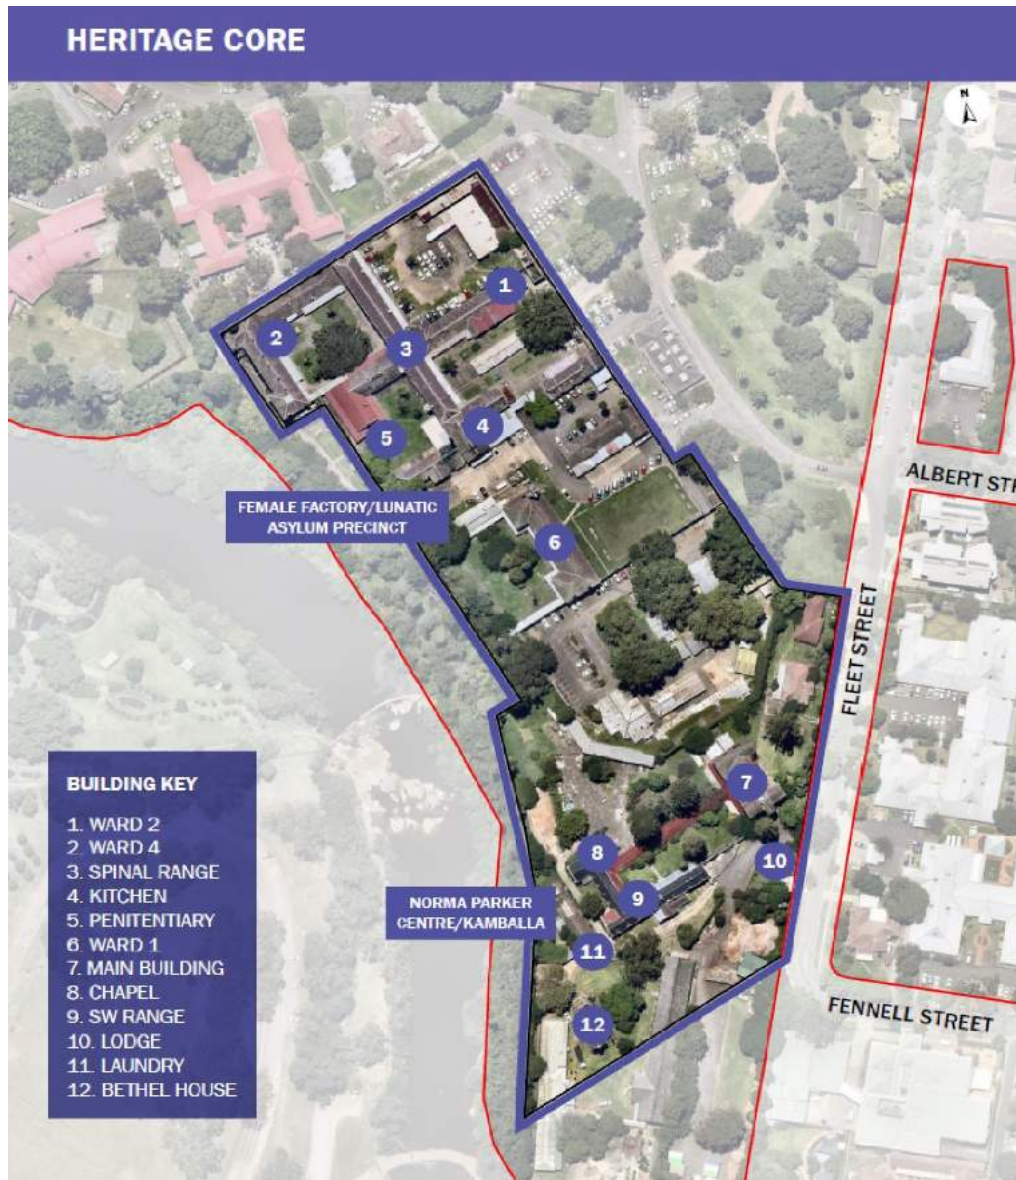 HERITAGE CORE
N
1
2
3
4
5
ALBERT
FEMALE FACTORY/LUNATIC
ASYLUM PRECINCT
6
FLEET STREET
7
BUILDING KEY
1. WARD 2
2. WARD 4
3. SPINAL RANGE
4. KITCHEN
5. PENITENTIARY
6. WARD 1
7. MAIN BUILDING
8. CHAPEL
9. SW RANGE
10. LODGE
11. LAUNDRY
12. BETHEL HOUSE
8
10
9
NORMA PARKER
CENTRE/KAMBALLA
11
FENNELL STREET
12